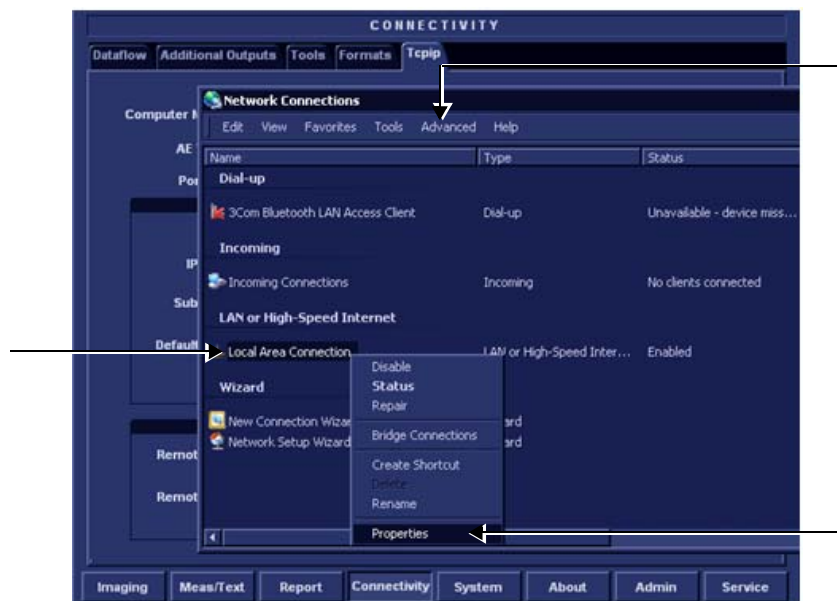 CONNECTIVITY
Dataflow Additional Outputs Tools Formats Tcpip
Network Connections
Computer
Edit View Favorites Tools Advanced Help
AE
Name Type Status
Dial-up
3Com Bluetooth LAN Access Client Dial-up Unavailable - device miss...
Incoming
IP
Incoming Connections Incoming No clients connected
Sub
LAN or High-Speed Internet
Default
Local Area Connection LAN or High-Speed Inter... Enabled
Disable
Wizard
Status
Repair
New Connection Wizar ard
Bridge Connections
Network Setup Wizard ard
Remot
Create Shortcut
Delete
Remot
Rename
Properties
Imaging Meas/Text Report Connectivity System About Admin Service